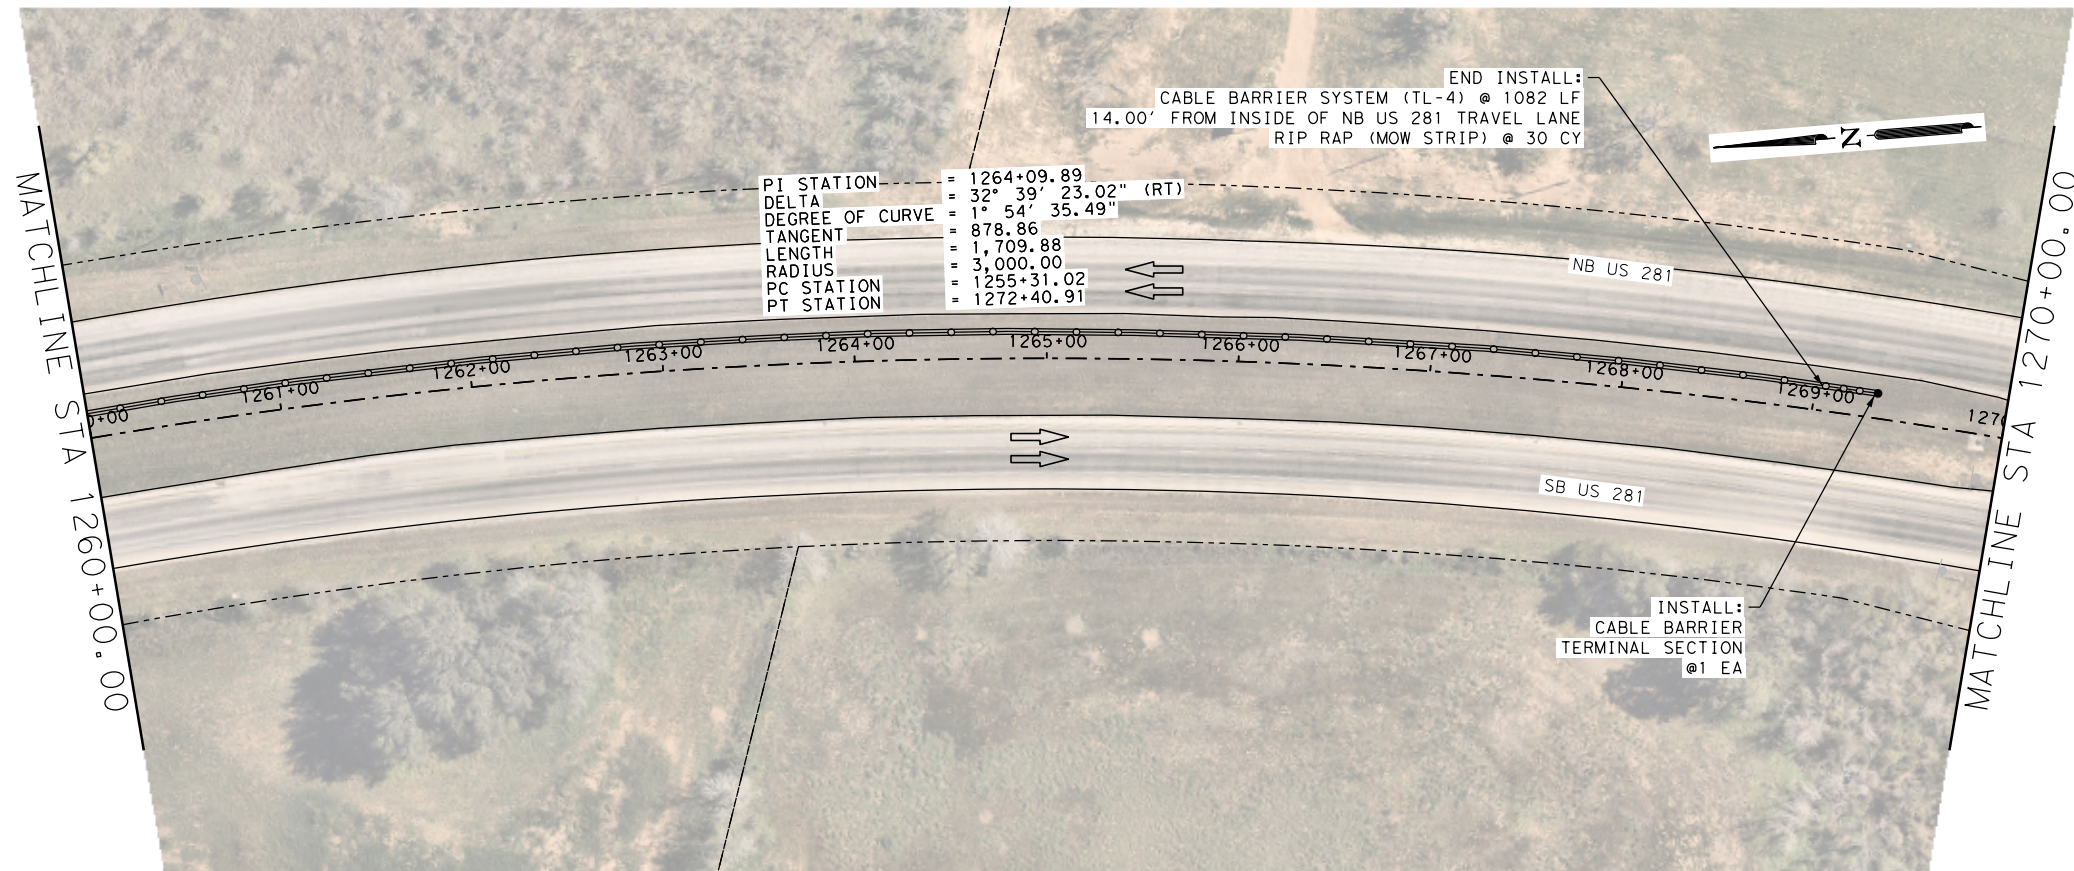 END INSTALL:
CABLE BARRIER SYSTEM (TL-4) @ 1082 LF
14.00' FROM INSIDE OF NB US 281 TRAVEL LANE
RIP RAP (MOW STRIP) @ 30 CY
N
PI STATION = 1264+09.89
DELTA = 32° 39' 23.02" (RT)
DEGREE OF CURVE = 1° 54' 35.49"
TANGENT = 878.86
LENGTH = 1,709.88
RADIUS = 3,000.00
PC STATION = 1255+31.02
PT STATION = 1272+40.91
NB US 281
MATCHLINE STA 1260+00.00
0+00
1261+00
1262+00
1263+00
1264+00
1265+00
1266+00
1267+00
1268+00
1269+00
1270
MATCHLINE STA 1270+00.00
SB US 281
INSTALL:
CABLE BARRIER
TERMINAL SECTION
@1 EA